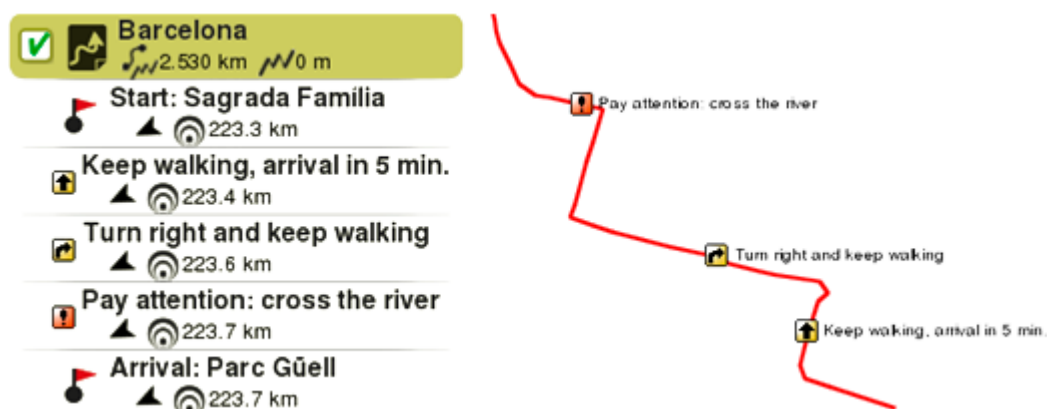 Barcelona
2.530 km 0 m
Start: Sagrada Família
223.3 km
Keep walking, arrival in 5 min.
223.4 km
Turn right and keep walking
223.6 km
Pay attention: cross the river
223.7 km
Arrival: Parc Gūell
223.7 km
Pay attention: cross the river
Turn right and keep walking
Keep walking, arrival in 5 min.